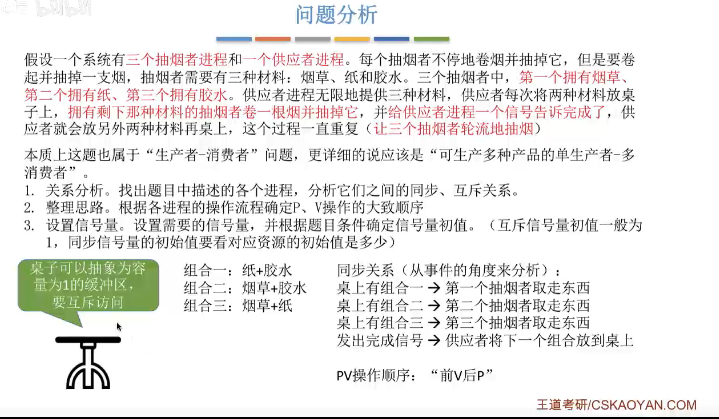 bilibili
问题分析
假设一个系统有三个抽烟者进程和一个供应者进程。每个抽烟者不停地卷烟并抽掉它，但是要卷
起并抽掉一支烟，抽烟者需要有三种材料：烟草、纸和胶水。三个抽烟者中，第一个拥有烟草、
第二个拥有纸、第三个拥有胶水。供应者进程无限地提供三种材料，供应者每次将两种材料放桌
子上，拥有剩下那种材料的抽烟者卷一根烟并抽掉它，并给供应者进程一个信号告诉完成了，供
应者就会放另外两种材料再桌上，这个过程一直重复（让三个抽烟者轮流地抽烟）
本质上这题也属于“生产者-消费者”问题，更详细的说应该是“可生产多种产品的单生产者-多
消费者”。
1. 关系分析。找出题目中描述的各个进程，分析它们之间的同步、互斥关系。
2. 整理思路。根据各进程的操作流程确定P、V操作的大致顺序
3. 设置信号量。设置需要的信号量，并根据题目条件确定信号量初值。（互斥信号量初值一般为
1，同步信号量的初始值要看对应资源的初始值是多少）
桌子可以抽象为容
量为1的缓冲区，
要互斥访问
组合一：纸+胶水
组合二：烟草+胶水
组合三：烟草+纸
同步关系（从事件的角度来分析）：
桌上有组合一 → 第一个抽烟者取走东西
桌上有组合二 → 第二个抽烟者取走东西
桌上有组合三 → 第三个抽烟者取走东西
发出完成信号 → 供应者将下一个组合放到桌上
PV操作顺序：“前V后P”
王道考研/CSKAOYAN.COM